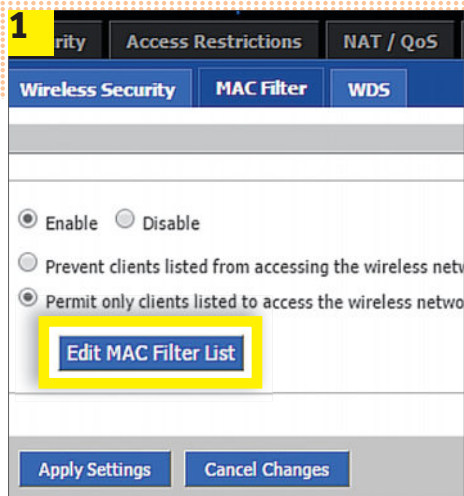 1
rity Access Restrictions NAT / QoS
Wireless Security MAC Filter WDS
Enable Disable
Prevent clients listed from accessing the wireless netw
Permit only clients listed to access the wireless netwo
Edit MAC Filter List
Apply Settings Cancel Changes